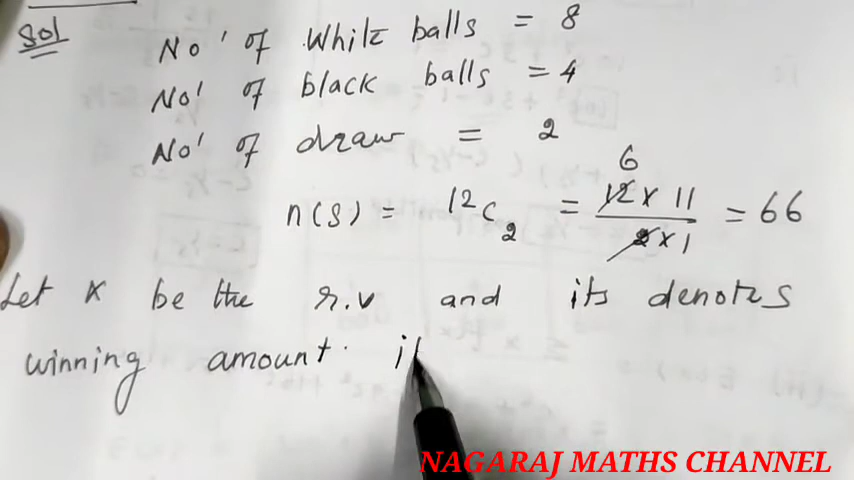 Sol
No' of White balls = 8
No' of black balls = 4
No' of draw = 2
n(s) = 12C2 = 12 x 11 / 2 x 1 = 66
6
Let x be the r.v and its denotes
winning amount. if
NAGARAJ MATHS CHANNEL